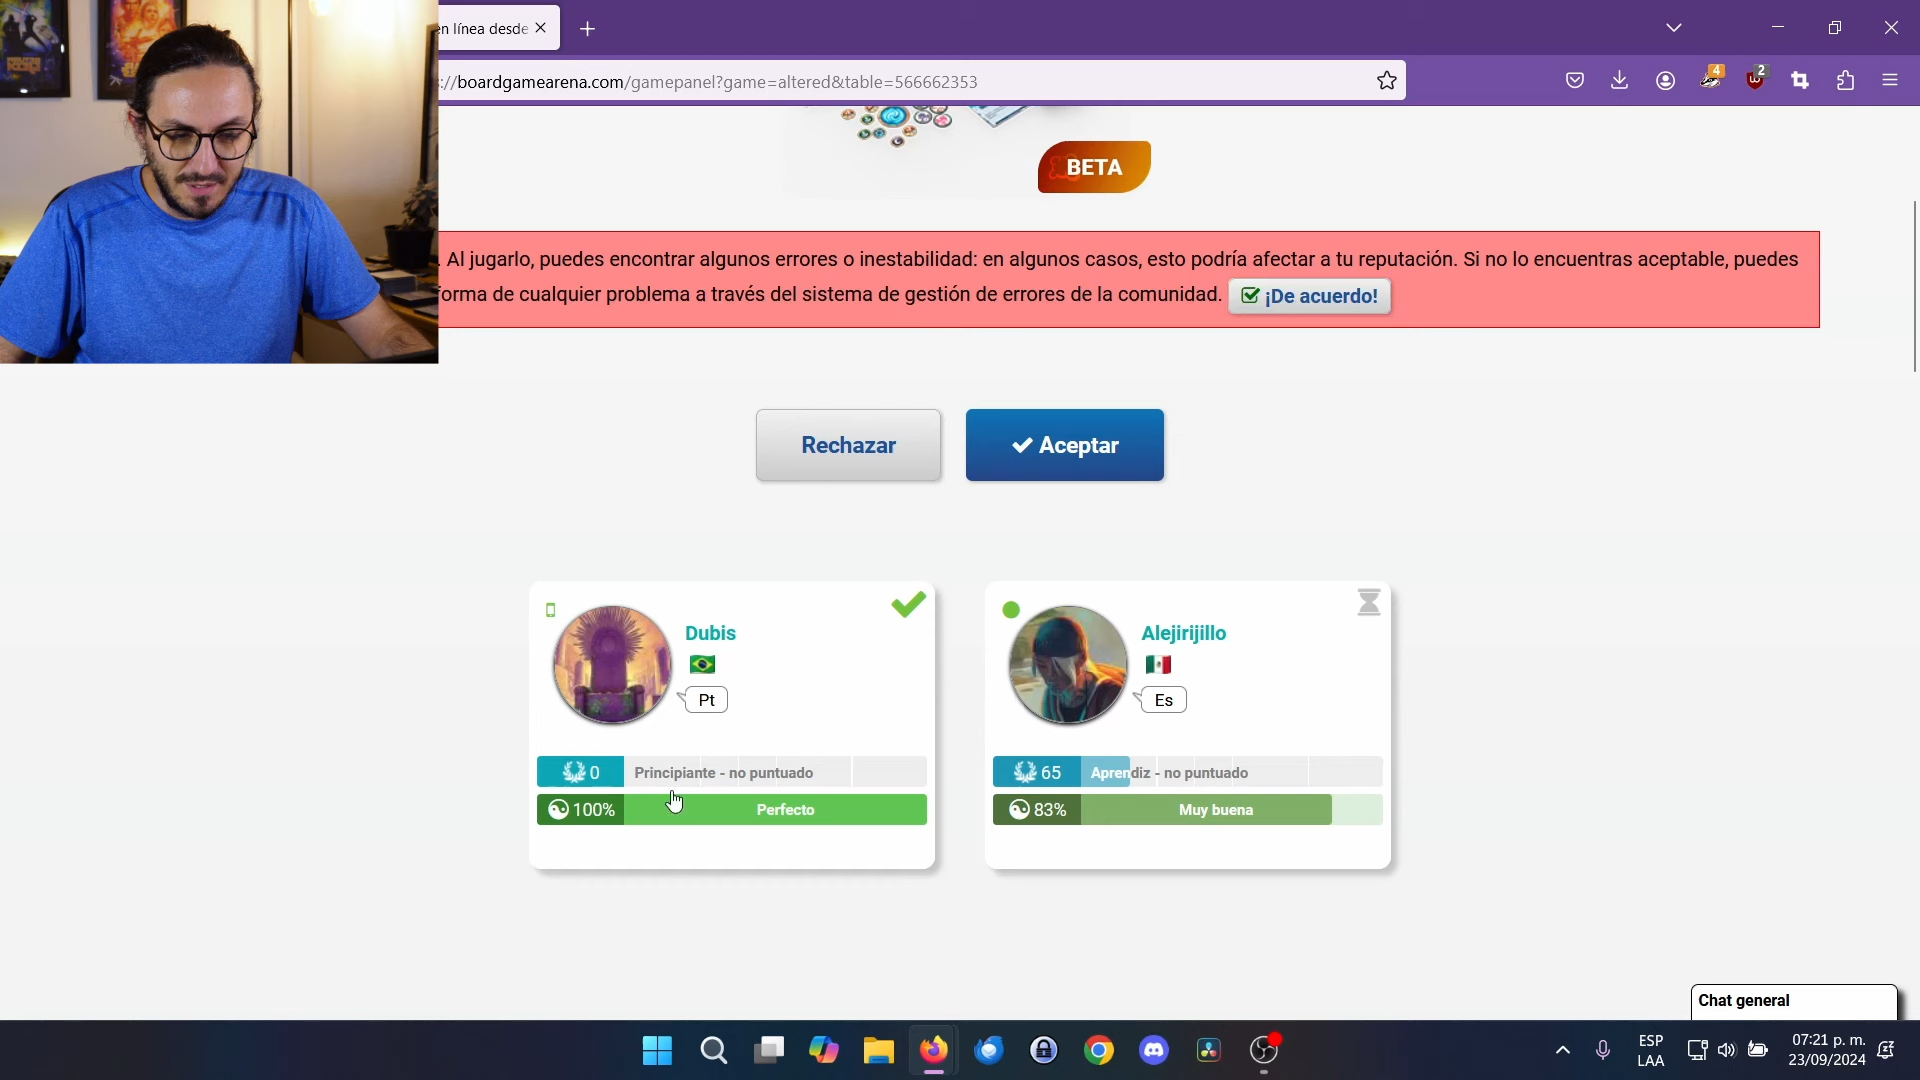 en línea desde
://boardgamearena.com/gamepanel?game=altered&table=566662353
4
2
BETA
. Al jugarlo, puedes encontrar algunos errores o inestabilidad: en algunos casos, esto podría afectar a tu reputación. Si no lo encuentras aceptable, puedes
forma de cualquier problema a través del sistema de gestión de errores de la comunidad. ¡De acuerdo!
Rechazar
Aceptar
Dubis
Pt
0 Principiante - no puntuado
100% Perfecto
Alejirijillo
Es
65 Aprendiz - no puntuado
83% Muy buena
Chat general
ESP
LAA
07:21 p. m.
23/09/2024